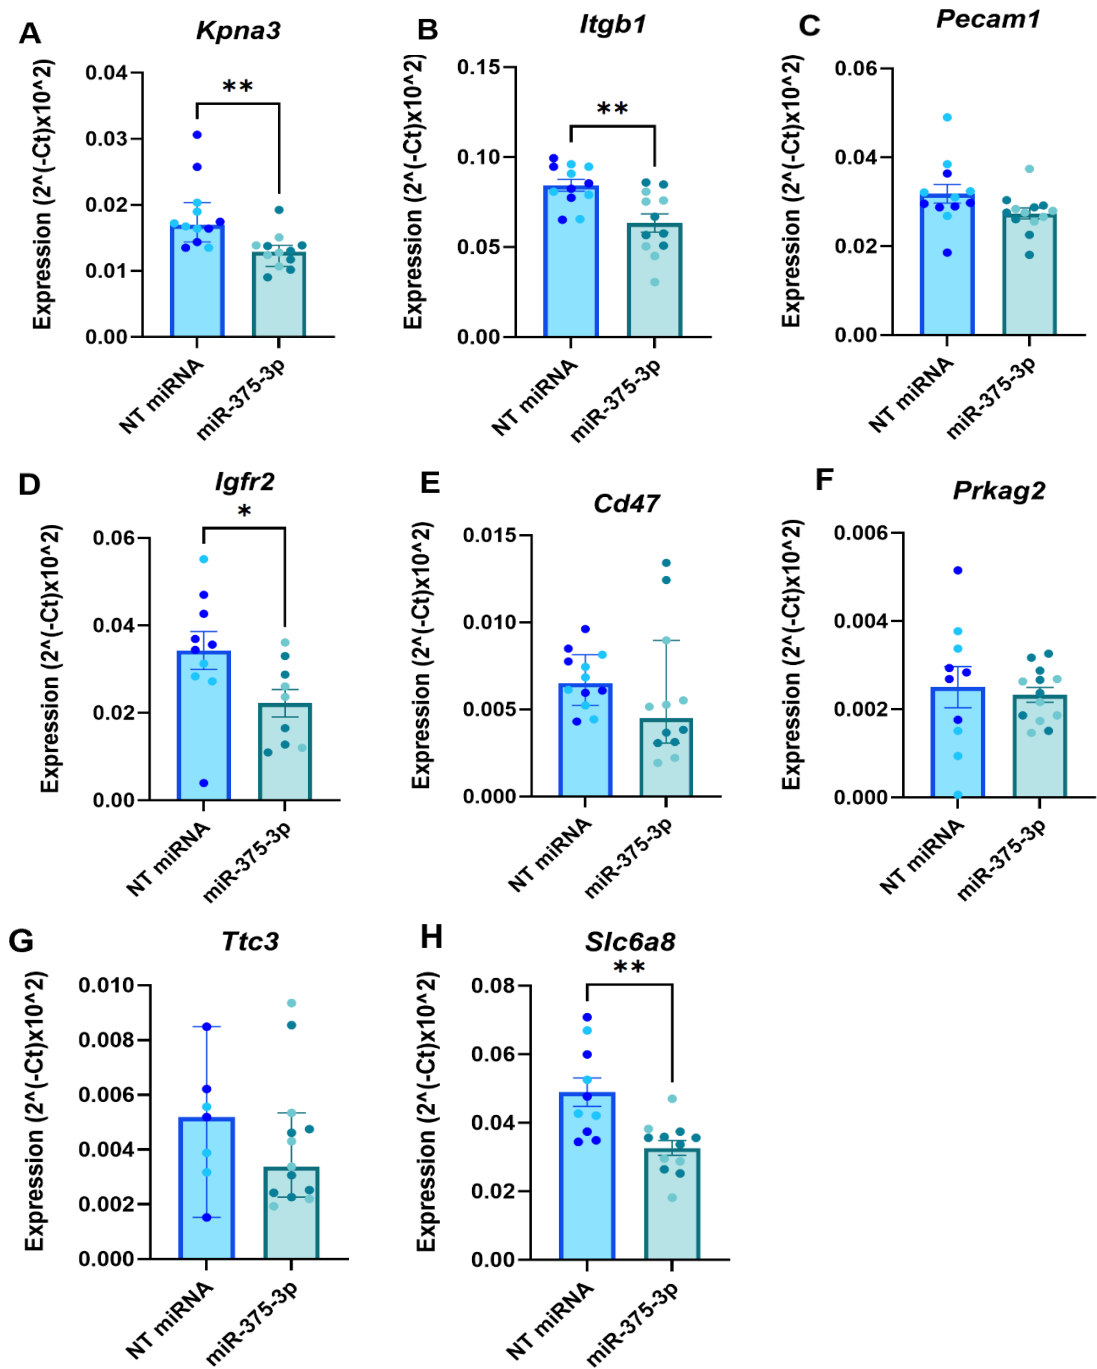 A
Kpna3
Expression (2^(-Ct)x10^2)
0.04
0.03
0.02
0.01
0.00
**
NT miRNA
miR-375-3p
B
Itgb1
Expression (2^(-Ct)x10^2)
0.15
0.10
0.05
0.00
**
NT miRNA
miR-375-3p
C
Pecam1
Expression (2^(-Ct)x10^2)
0.06
0.04
0.02
0.00
NT miRNA
miR-375-3p
D
Igfr2
Expression (2^(-Ct)x10^2)
0.06
0.04
0.02
0.00
*
NT miRNA
miR-375-3p
E
Cd47
Expression (2^(-Ct)x10^2)
0.015
0.010
0.005
0.000
NT miRNA
miR-375-3p
F
Prkag2
Expression (2^(-Ct)x10^2)
0.006
0.004
0.002
0.000
NT miRNA
miR-375-3p
G
Ttc3
Expression (2^(-Ct)x10^2)
0.010
0.008
0.006
0.004
0.002
0.000
NT miRNA
miR-375-3p
H
Slc6a8
Expression (2^(-Ct)x10^2)
0.08
0.06
0.04
0.02
0.00
**
NT miRNA
miR-375-3p